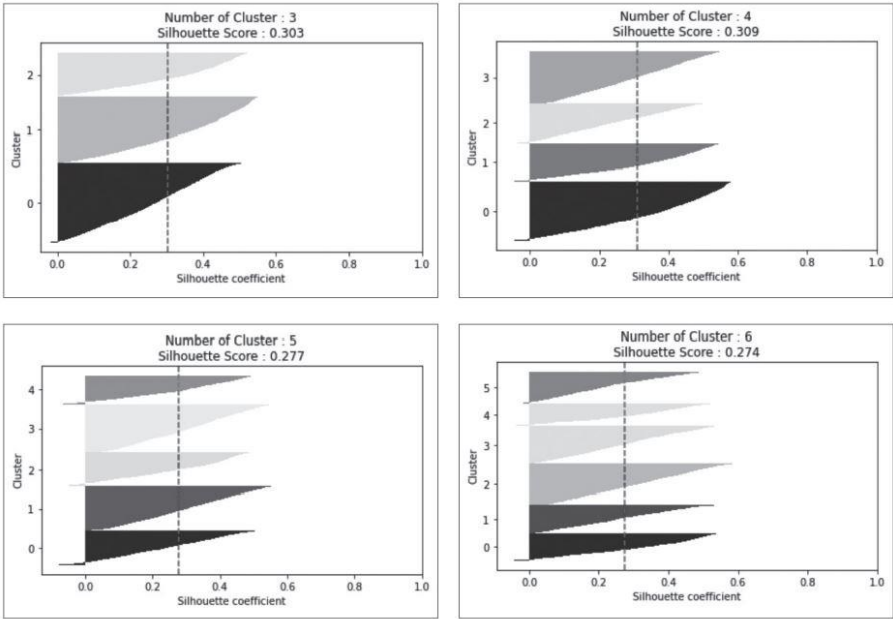 Number of Cluster : 3
Silhouette Score : 0.303
Cluster
2
1
0
0.0 0.2 0.4 0.6 0.8 1.0
Silhouette coefficient
Number of Cluster : 4
Silhouette Score : 0.309
Cluster
3
2
1
0
0.0 0.2 0.4 0.6 0.8 1.0
Silhouette coefficient
Number of Cluster : 5
Silhouette Score : 0.277
Cluster
4
3
2
1
0
0.0 0.2 0.4 0.6 0.8 1.0
Silhouette coefficient
Number of Cluster : 6
Silhouette Score : 0.274
Cluster
5
4
3
2
1
0
0.0 0.2 0.4 0.6 0.8 1.0
Silhouette coefficient